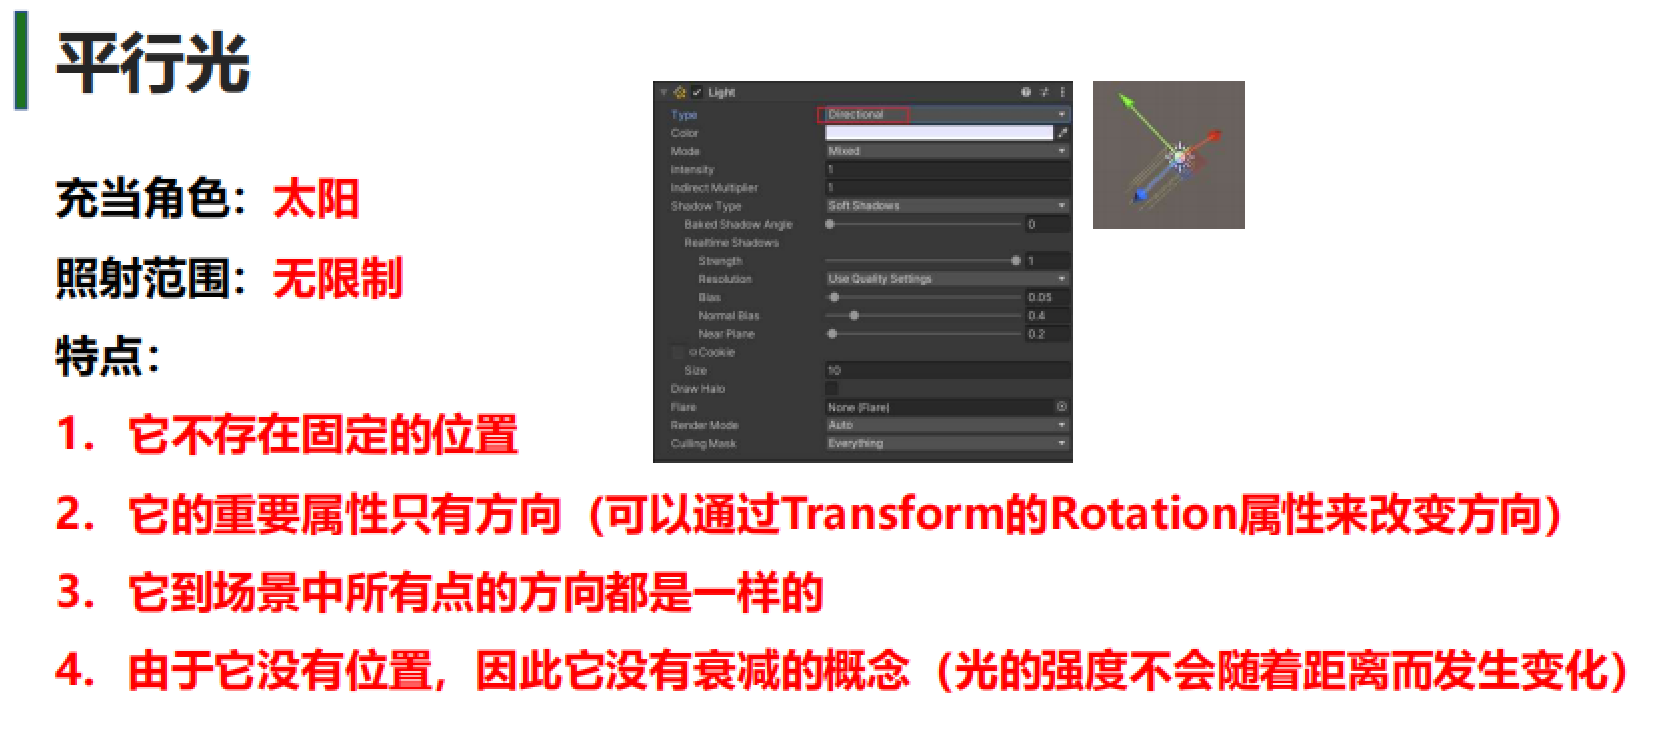 平行光
充当角色：太阳
照射范围：无限制
特点：
1. 它不存在固定的位置
2. 它的重要属性只有方向（可以通过Transform的Rotation属性来改变方向）
3. 它到场景中所有点的方向都是一样的
4. 由于它没有位置，因此它没有衰减的概念（光的强度不会随着距离而发生变化）
Light
Type Directional
Color
Mode Mixed
Intensity 1
Indirect Multiplier 1
Shadow Type Soft Shadows
Baked Shadow Angle 0
Realtime Shadows
Strength 1
Resolution Use Quality Settings
Bias 0.05
Normal Bias 0.4
Near Plane 0.2
Cookie
Size 10
Draw Halo
Flare None (Flare)
Render Mode Auto
Culling Mask Everything